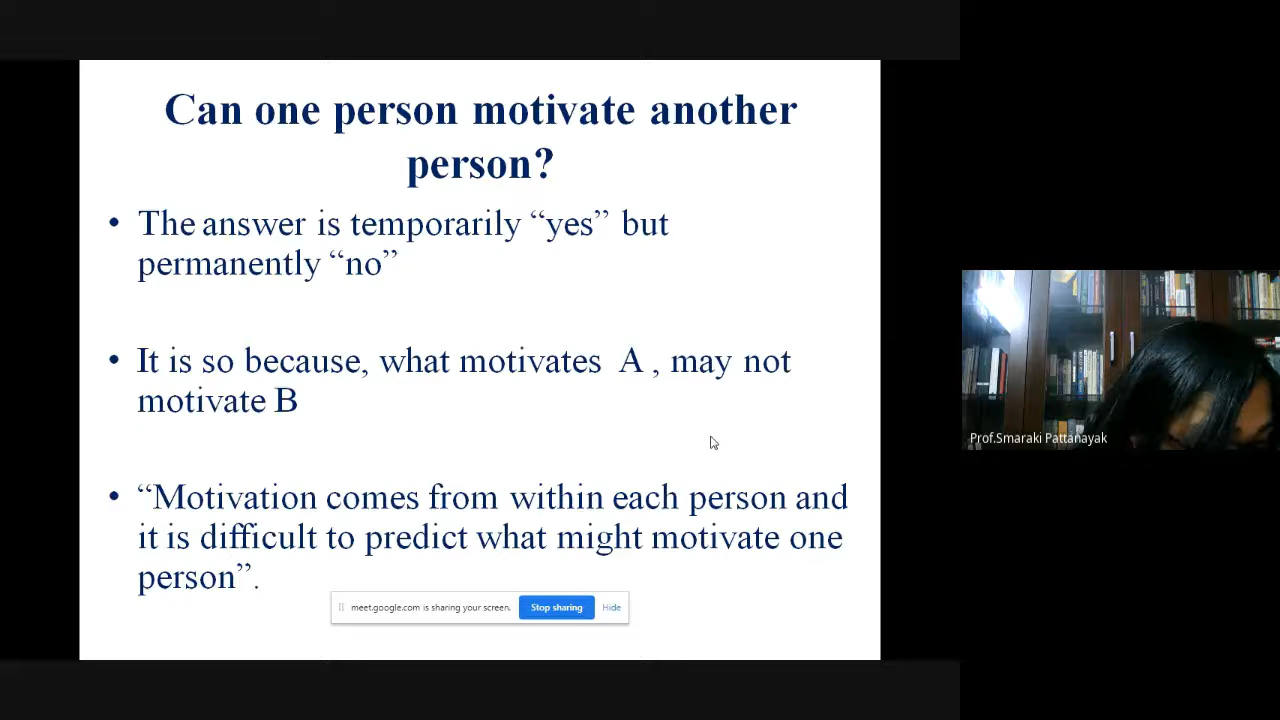 Can one person motivate another
person?
• The answer is temporarily “yes” but
permanently “no”
• It is so because, what motivates A , may not
motivate B
• “Motivation comes from within each person and
it is difficult to predict what might motivate one
person”.
meet.google.com is sharing your screen.
Stop sharing
Hide
Prof.Smaraki Pattanayak